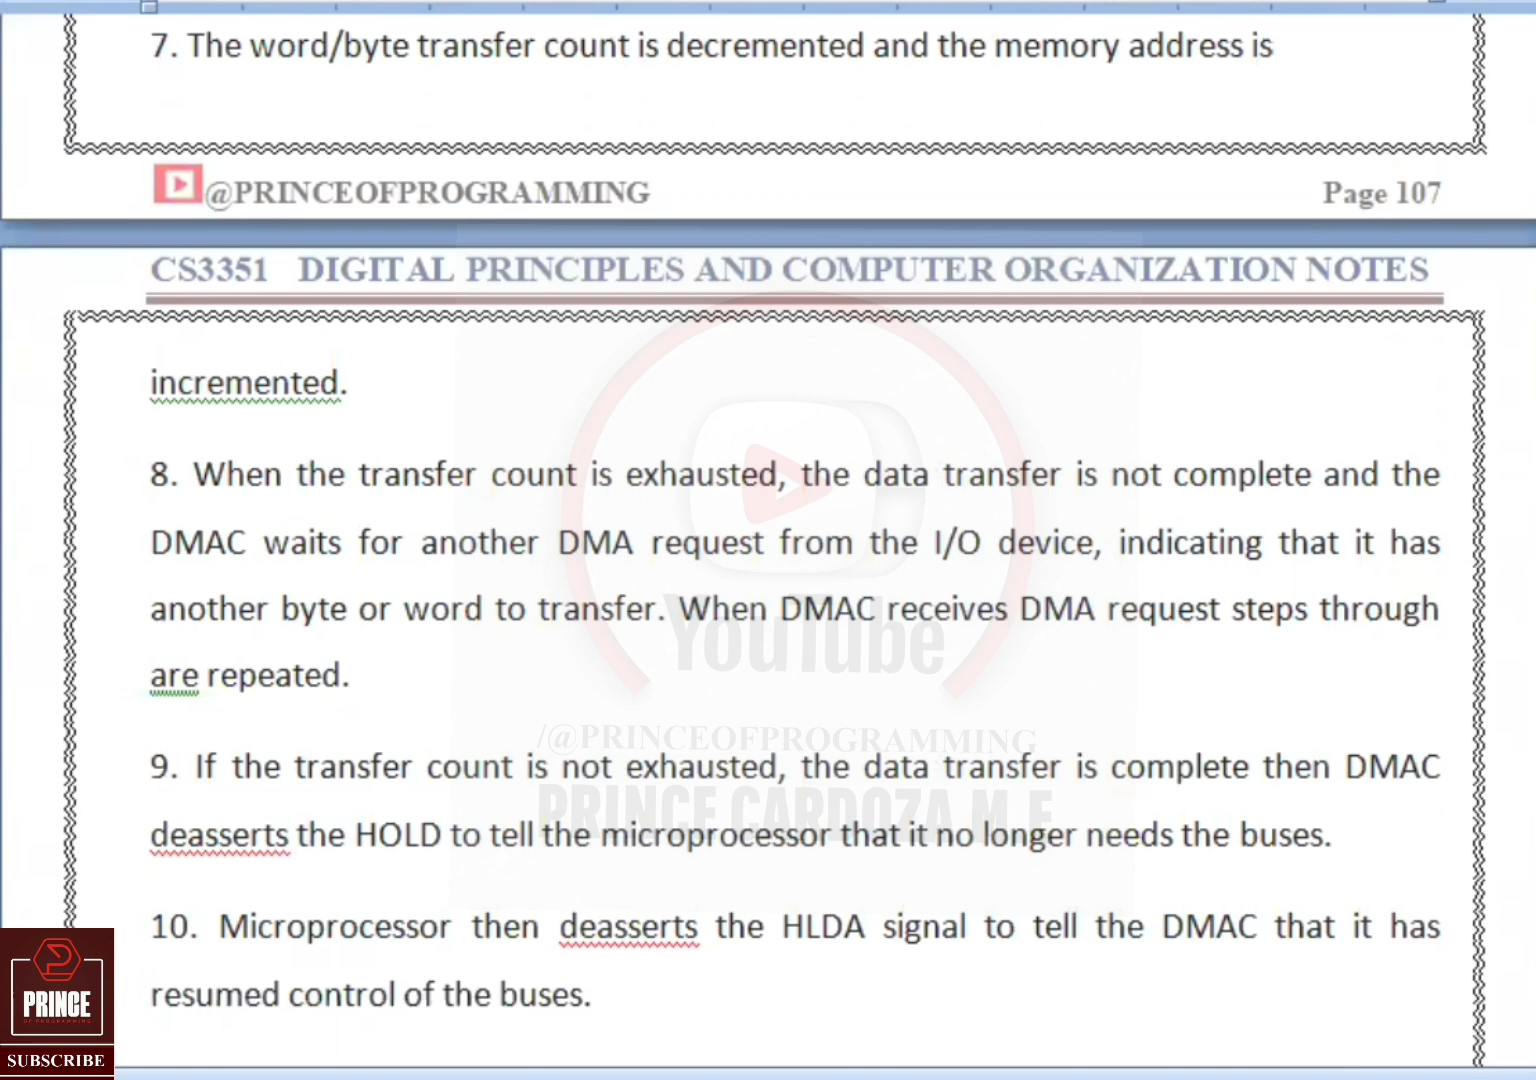 7. The word/byte transfer count is decremented and the memory address is
@PRINCEOFPROGRAMMING Page 107
CS3351 DIGITAL PRINCIPLES AND COMPUTER ORGANIZATION NOTES
incremented.
8. When the transfer count is exhausted, the data transfer is not complete and the
DMAC waits for another DMA request from the I/O device, indicating that it has
another byte or word to transfer. When DMAC receives DMA request steps through
are repeated.
YouTube
/@PRINCEOFPROGRAMMING
9. If the transfer count is not exhausted, the data transfer is complete then DMAC
PRINCE CARDOZA M E
deasserts the HOLD to tell the microprocessor that it no longer needs the buses.
10. Microprocessor then deasserts the HLDA signal to tell the DMAC that it has
resumed control of the buses.
PRINCE
OF PROGRAMMING
SUBSCRIBE